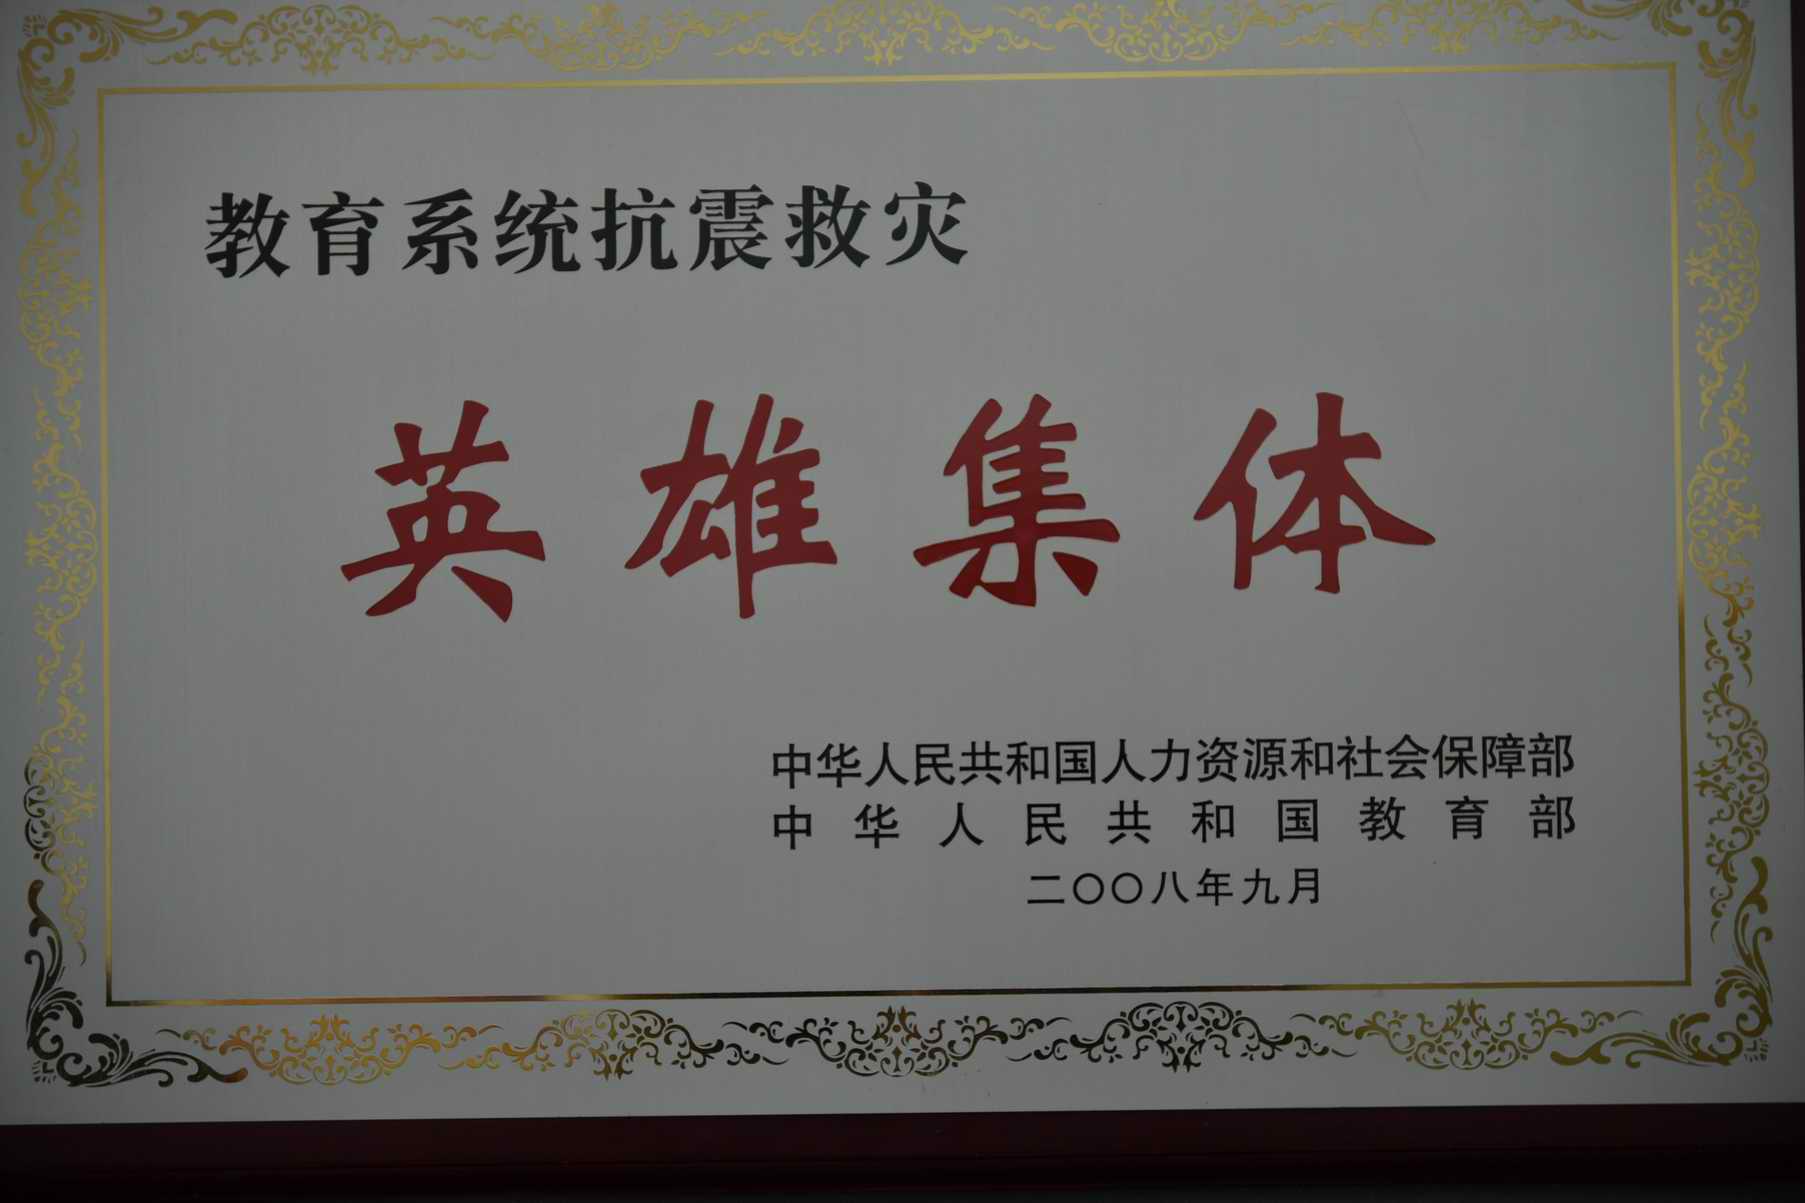 教育系统抗震救灾
英雄集体
中华人民共和国人力资源和社会保障部
中华人民共和国教育部
二〇〇八年九月